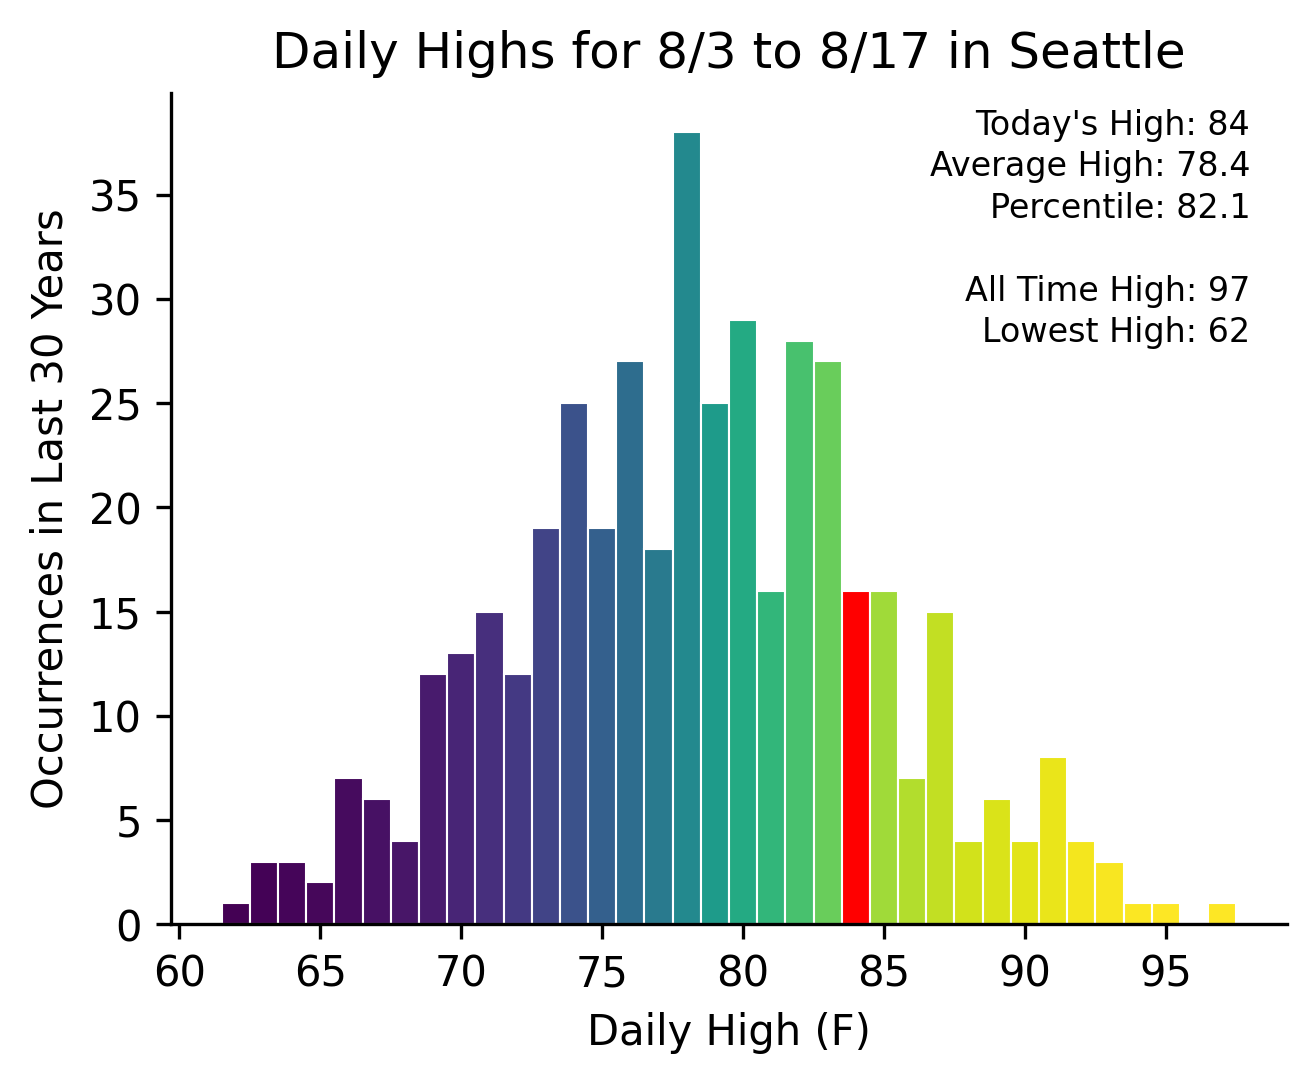 Daily Highs for 8/3 to 8/17 in Seattle
Today's High: 84
Average High: 78.4
Percentile: 82.1
All Time High: 97
Lowest High: 62
Occurrences in Last 30 Years
35
30
25
20
15
10
5
0
60 65 70 75 80 85 90 95
Daily High (F)